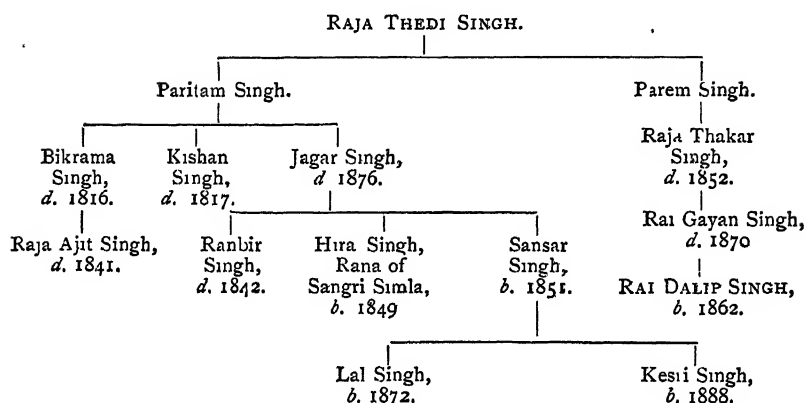 RAJA THEDI SINGH.
Paritam Singh.
Parem Singh.
Bikrama
Singh,
d. 1816.
Kishan
Singh,
d. 1817.
Jagar Singh,
d 1876.
Raja Thakar
Singh,
d. 1852.
Raja Ajit Singh,
d. 1841.
Ranbir
Singh,
d. 1842.
Hira Singh,
Rana of
Sangri Simla,
b. 1849
Sansar
Singh,
b. 1851.
Rai Gayan Singh,
d. 1870
RAI DALIP SINGH,
b. 1862.
Lal Singh,
b. 1872.
Singh,
b. 1888.